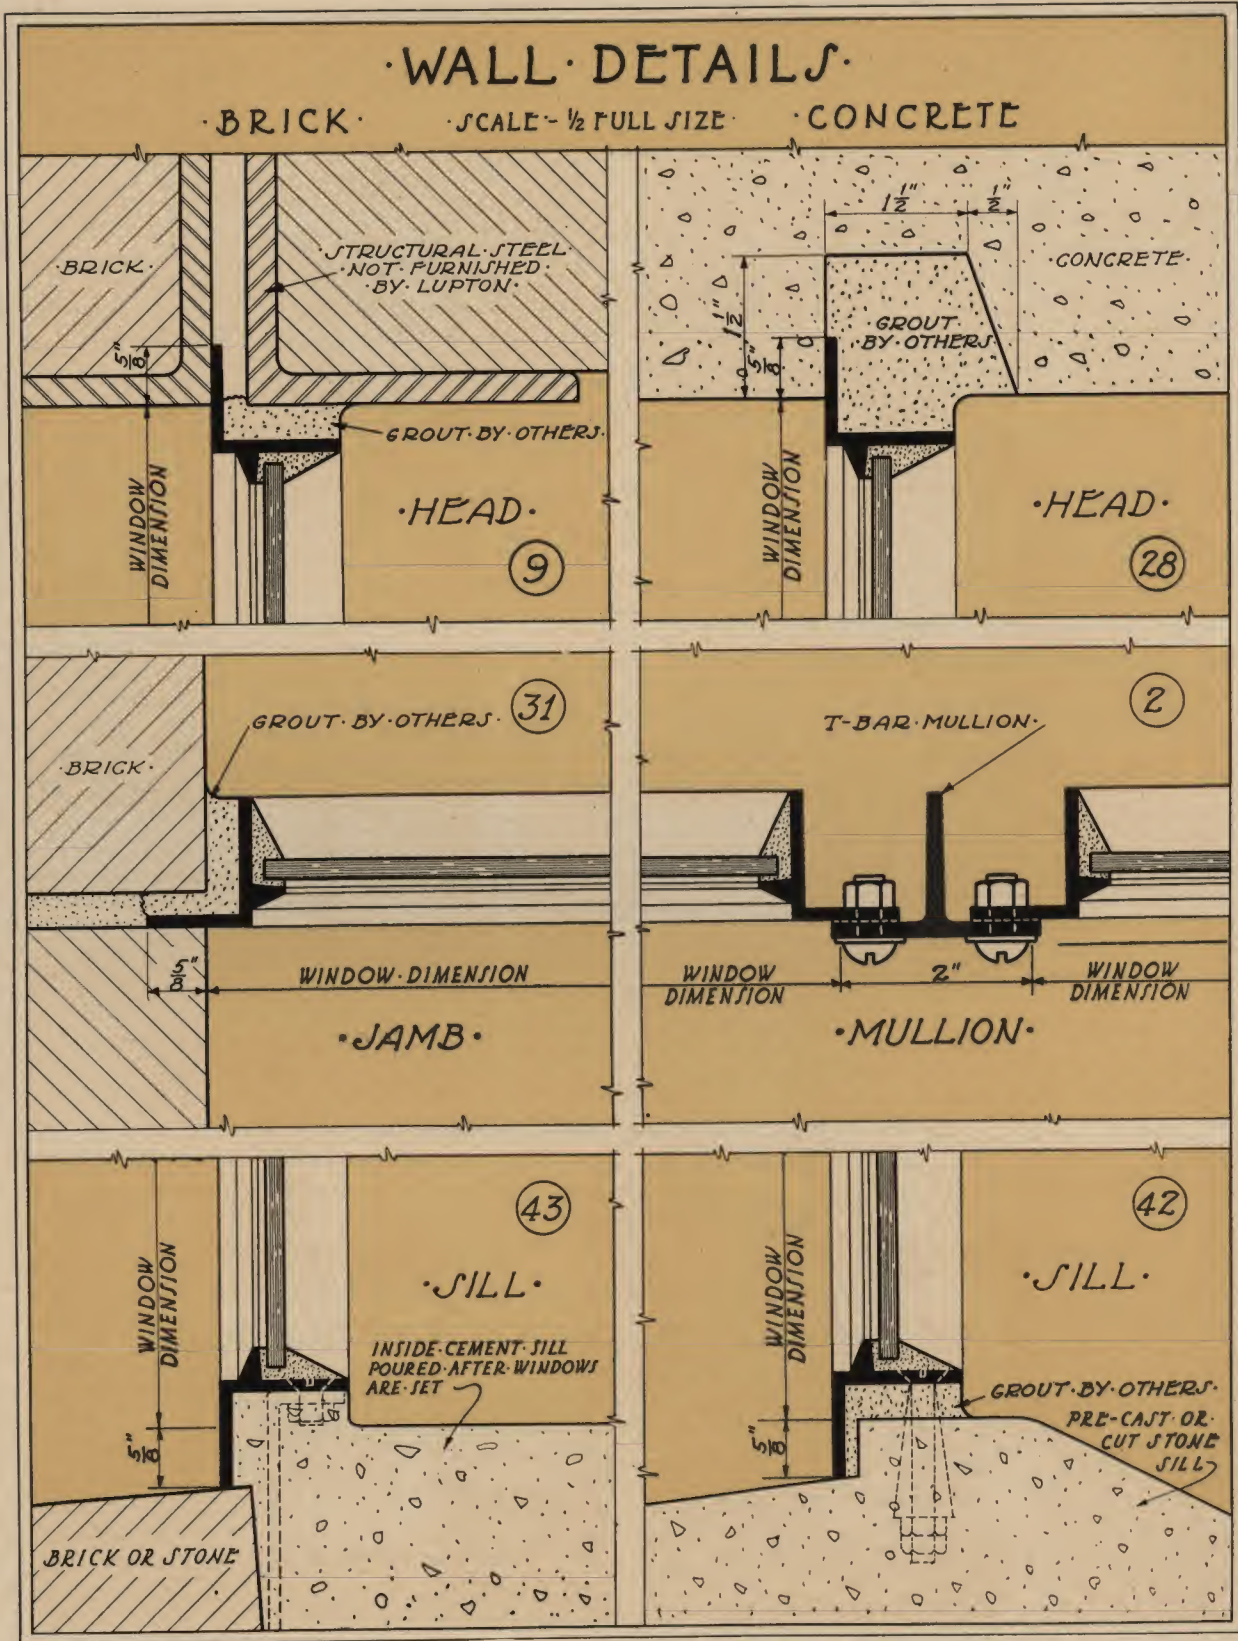 ·WALL·DETAILS·
·BRICK· ·SCALE-½ FULL SIZE· ·CONCRETE
·BRICK·
·STRUCTURAL·STEEL·
·NOT·FURNISHED·
·BY·LUPTON·
5/8"
GROUT·BY·OTHERS·
WINDOW
DIMENSION
·HEAD·
9
1 1/2"
1/2"
·CONCRETE·
1 1/2"
·GROUT·
·BY·OTHERS·
5/8"
WINDOW
DIMENSION
·HEAD·
28
GROUT·BY·OTHERS·
31
·BRICK·
5/8"
WINDOW·DIMENSION
·JAMB·
T-BAR·MULLION·
2
WINDOW
DIMENSION
2"
WINDOW
DIMENSION
·MULLION·
43
WINDOW
DIMENSION
·SILL·
INSIDE·CEMENT·SILL
POURED·AFTER·WINDOWS
ARE·SET
5/8"
BRICK OR STONE
42
WINDOW
DIMENSION
·SILL·
GROUT·BY·OTHERS·
PRE-CAST·OR·
CUT STONE
SILL
5/8"